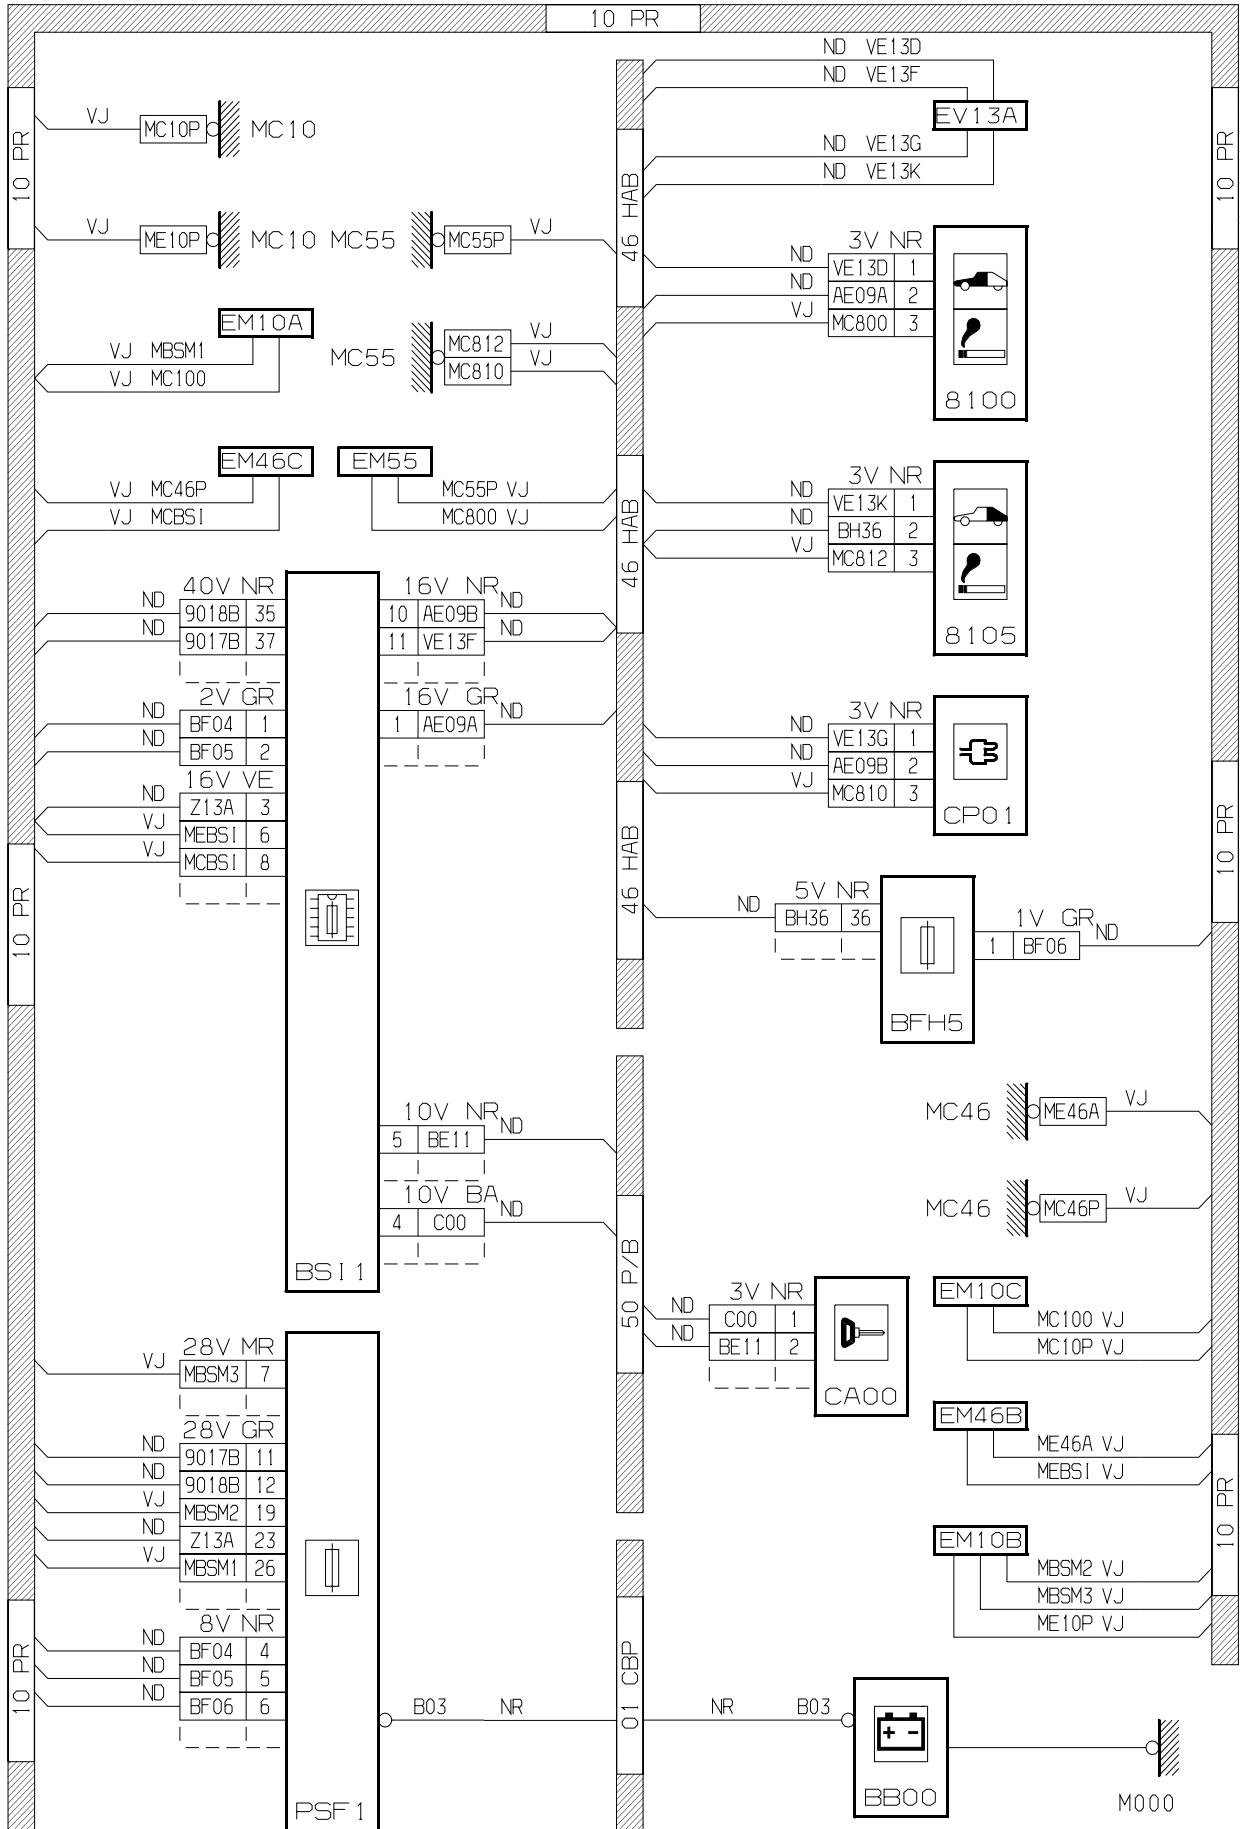 10 PR
ND VE13D
ND VE13F
EV13A
ND VE13G
ND VE13K
VJ MC10P MC10
10 PR
46 HAB
10 PR
VJ ME10P MC10
MC55 MC55P VJ
3V NR
ND VE13D 1
ND AE09A 2
VJ MC800 3
8100
EM10A
VJ MBSM1
VJ MC100
MC55
MC812 VJ
MC810 VJ
EM46C
VJ MC46P
VJ MCBSI
EM55
MC55P VJ
MC800 VJ
46 HAB
3V NR
ND VE13K 1
ND BH36 2
VJ MC812 3
8105
40V NR
ND 9018B 35
ND 9017B 37
16V NR
10 AE09B ND
11 VE13F ND
2V GR
ND BF04 1
ND BF05 2
16V GR
1 AE09A ND
16V VE
ND Z13A 3
VJ MEBSI 6
VJ MCBSI 8
3V NR
ND VE13G 1
ND AE09B 2
VJ MC810 3
CP01
10 PR
46 HAB
10 PR
5V NR
ND BH36 36
1V GR
1 BF06 ND
BFH5
10V NR
5 BE11 ND
10V BA
4 C00 ND
BSI1
MC46 ME46A VJ
MC46 MC46P VJ
50 P/B
3V NR
ND C00 1
ND BE11 2
CA00
EM10C
MC100 VJ
MC10P VJ
28V MR
VJ MBSM3 7
28V GR
ND 9017B 11
ND 9018B 12
VJ MBSM2 19
ND Z13A 23
VJ MBSM1 26
EM46B
ME46A VJ
MEBSI VJ
10 PR
EM10B
MBSM2 VJ
MBSM3 VJ
ME10P VJ
8V NR
ND BF04 4
ND BF05 5
ND BF06 6
10 PR
B03 NR
01 CBP
NR B03
PSF1
BB00
M000